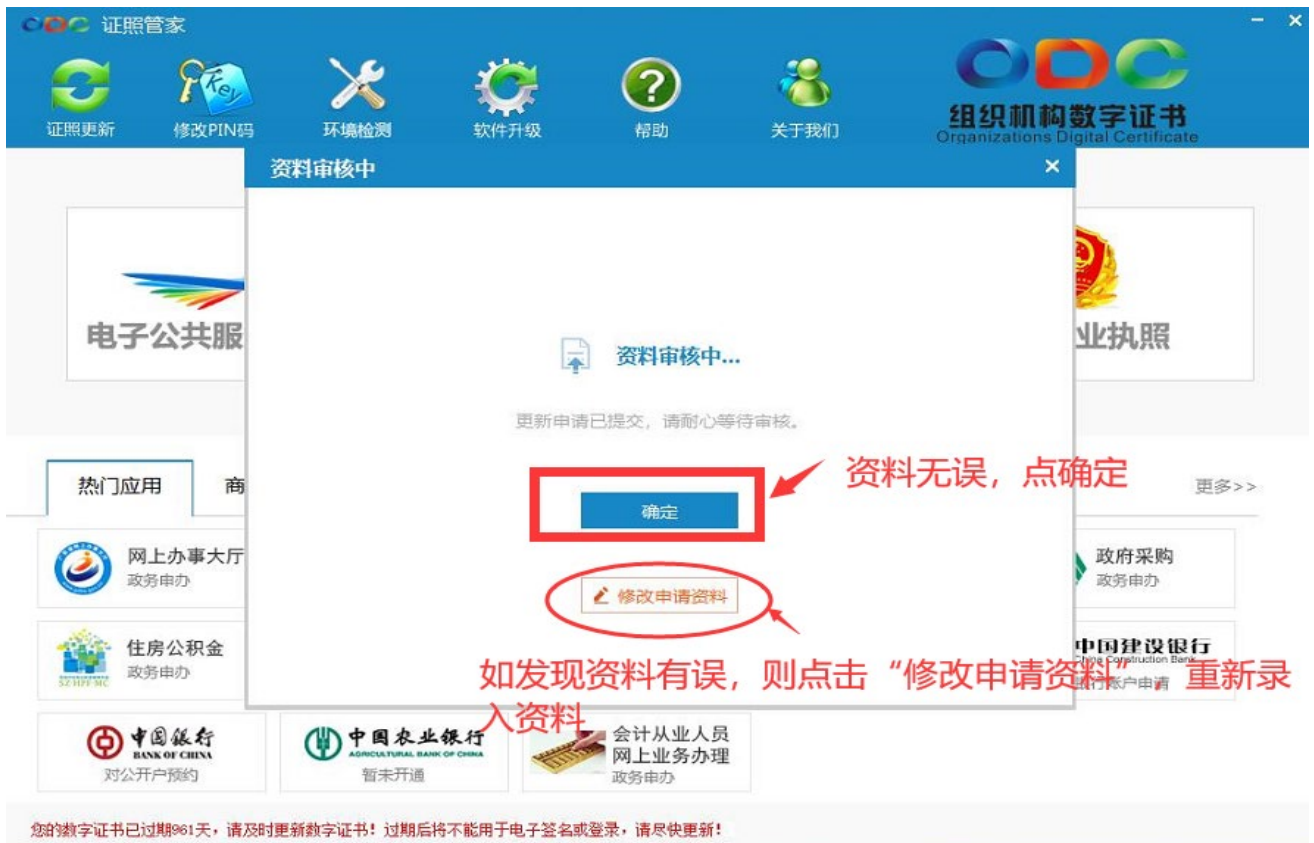 ODC 证照管家
证照更新
修改PIN码
环境检测
软件升级
帮助
关于我们
Key
ODC
组织机构数字证书
Organizations Digital Certificate
资料审核中
电子公共服
业执照
资料审核中...
更新申请已提交，请耐心等待审核。
资料无误，点确定
确定
修改申请资料
如发现资料有误，则点击“修改申请资料”，重新录
入资料
热门应用
商
更多>>
网上办事大厅
政务申办
政府采购
政务申办
住房公积金
政务申办
SZ HPF MC
中国建设银行
China Construction Bank
银行账户申请
中国银行
BANK OF CHINA
对公开户预约
中国农业银行
AGRICULTURAL BANK OF CHINA
暂未开通
会计从业人员
网上业务办理
政务申办
您的数字证书已过期961天，请及时更新数字证书！过期后将不能用于电子签名或登录，请尽快更新！